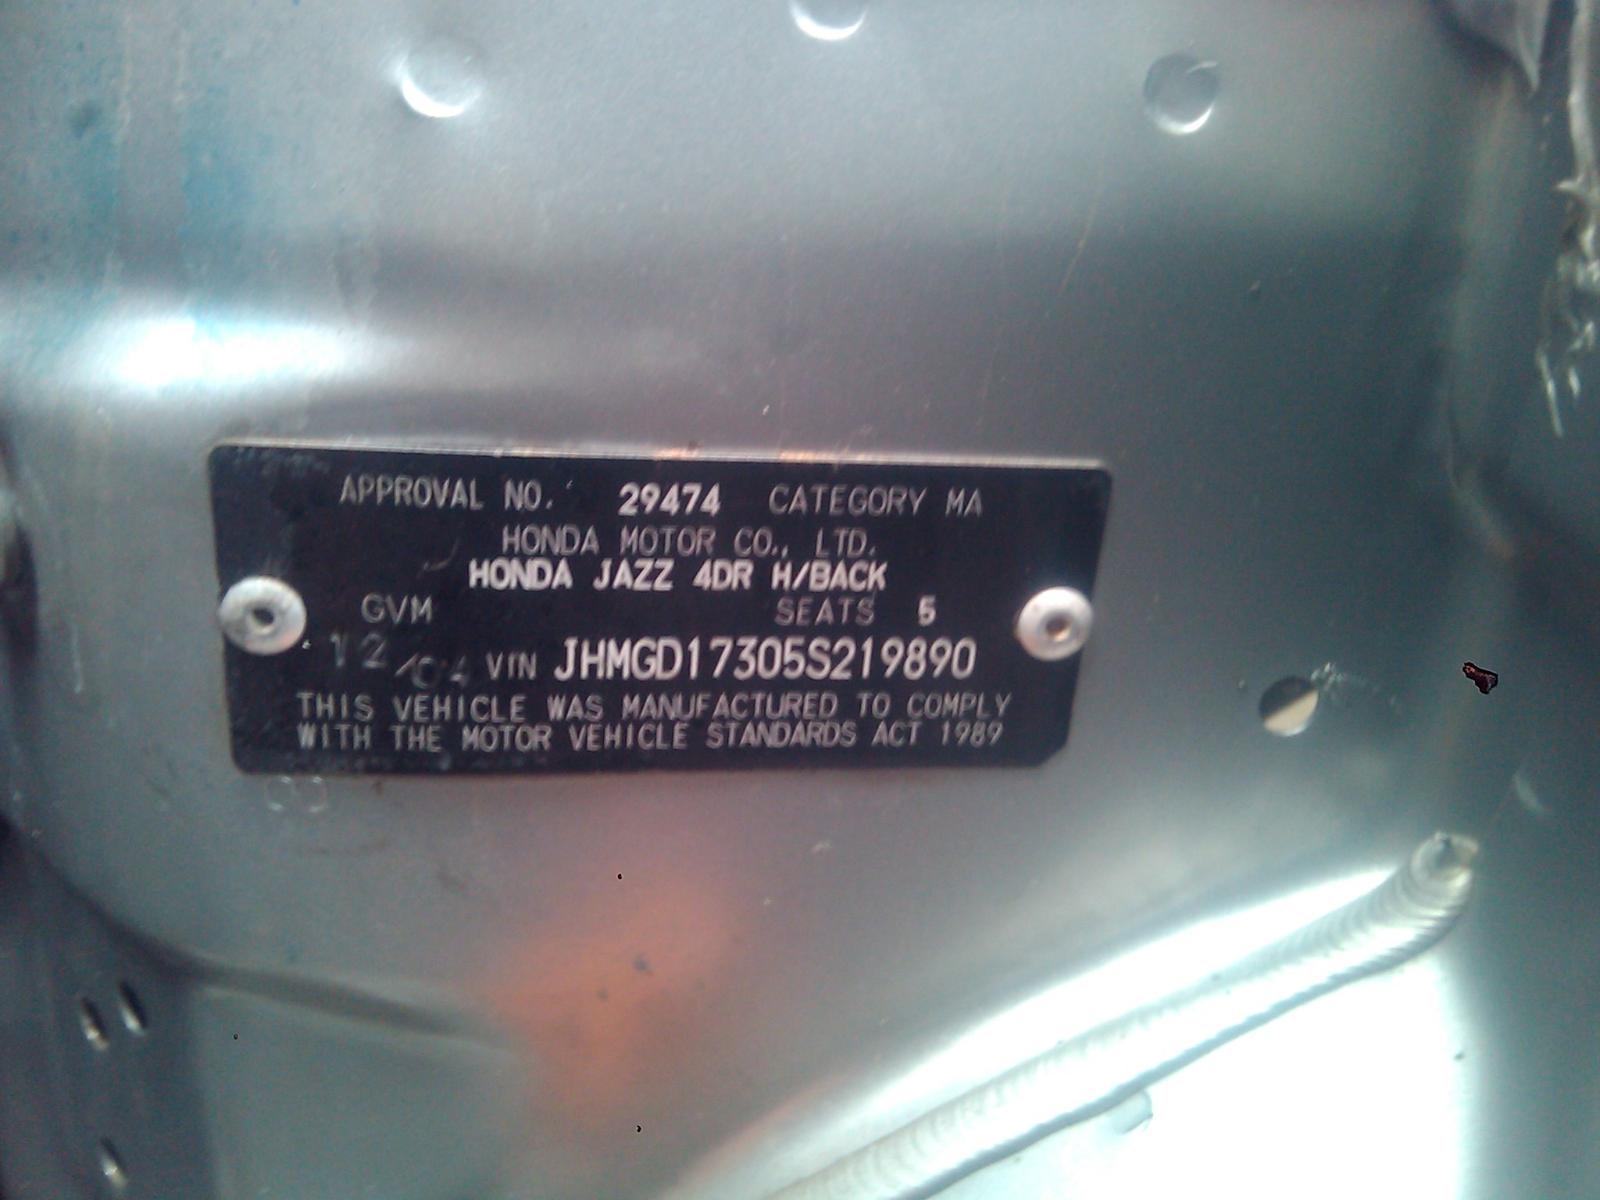 APPROVAL NO. 29474 CATEGORY MA
HONDA MOTOR CO., LTD.
HONDA JAZZ 4DR H/BACK
GVM SEATS 5
12/04 VIN JHMGD17305S219890
THIS VEHICLE WAS MANUFACTURED TO COMPLY
WITH THE MOTOR VEHICLE STANDARDS ACT 1989